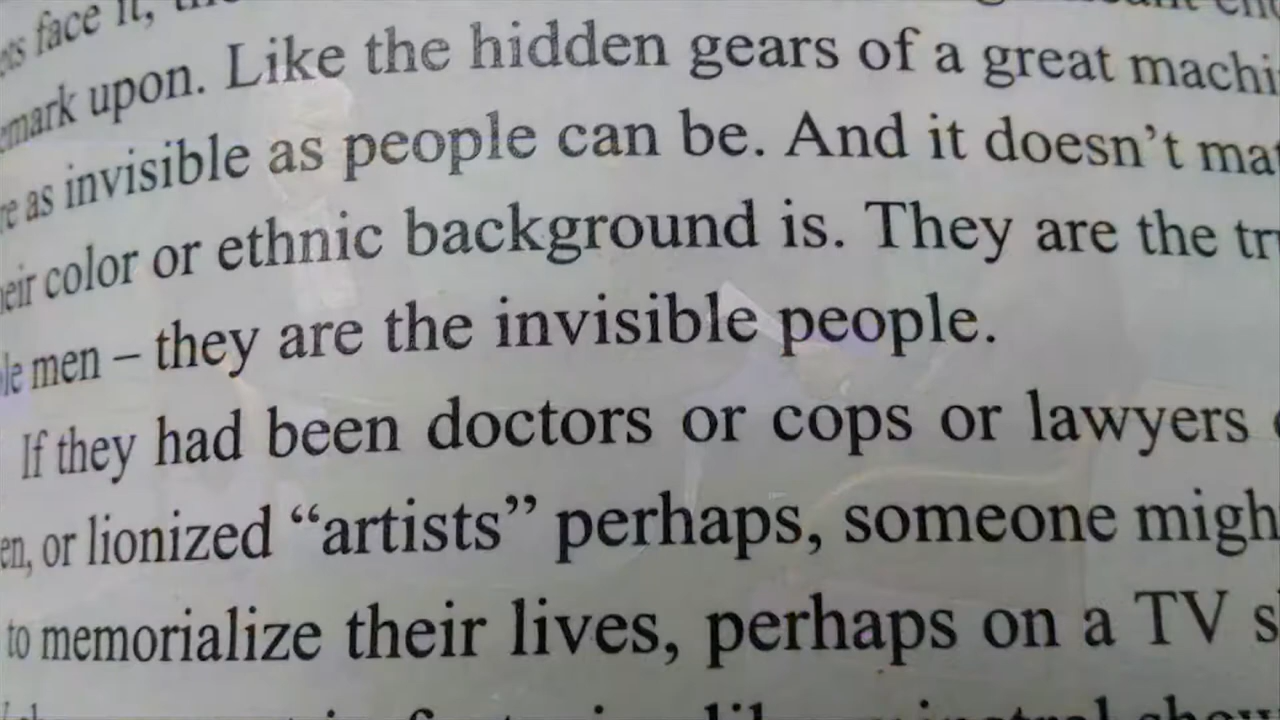 face it,
mark upon. Like the hidden gears of a great machi
as invisible as people can be. And it doesn’t mat
eir color or ethnic background is. They are the tr
le men – they are the invisible people.
If they had been doctors or cops or lawyers
en, or lionized “artists” perhaps, someone migh
to memorialize their lives, perhaps on a TV s